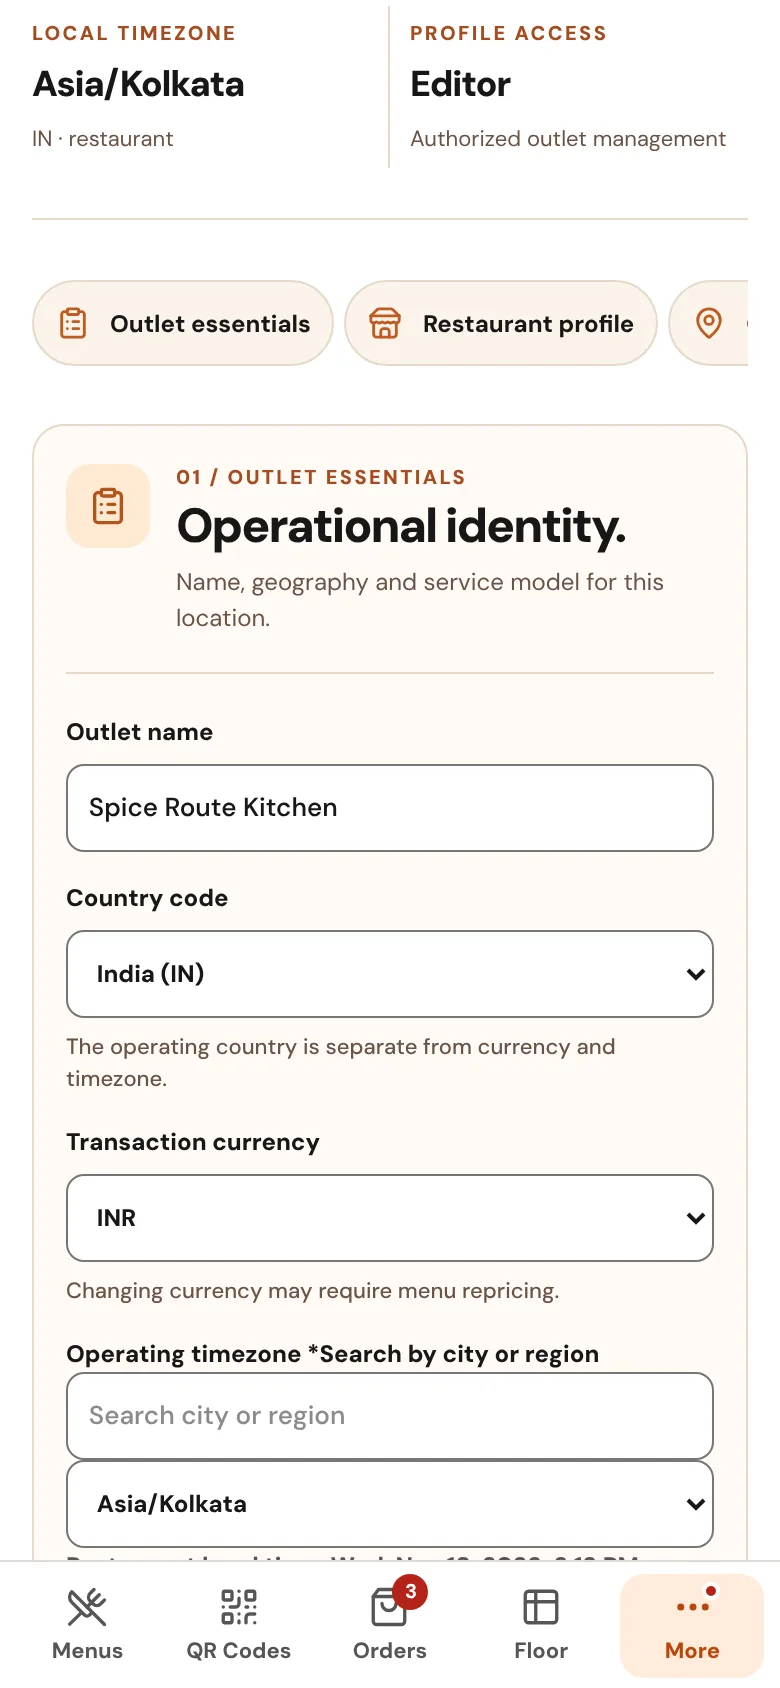 LOCAL TIMEZONE
Asia/Kolkata
IN · restaurant
PROFILE ACCESS
Editor
Authorized outlet management
Outlet essentials
Restaurant profile
01 / OUTLET ESSENTIALS
Operational identity.
Name, geography and service model for this
location.
Outlet name
Spice Route Kitchen
Country code
India (IN)
The operating country is separate from currency and
timezone.
Transaction currency
INR
Changing currency may require menu repricing.
Operating timezone *Search by city or region
Search city or region
Asia/Kolkata
Menus
QR Codes
3
Orders
Floor
More